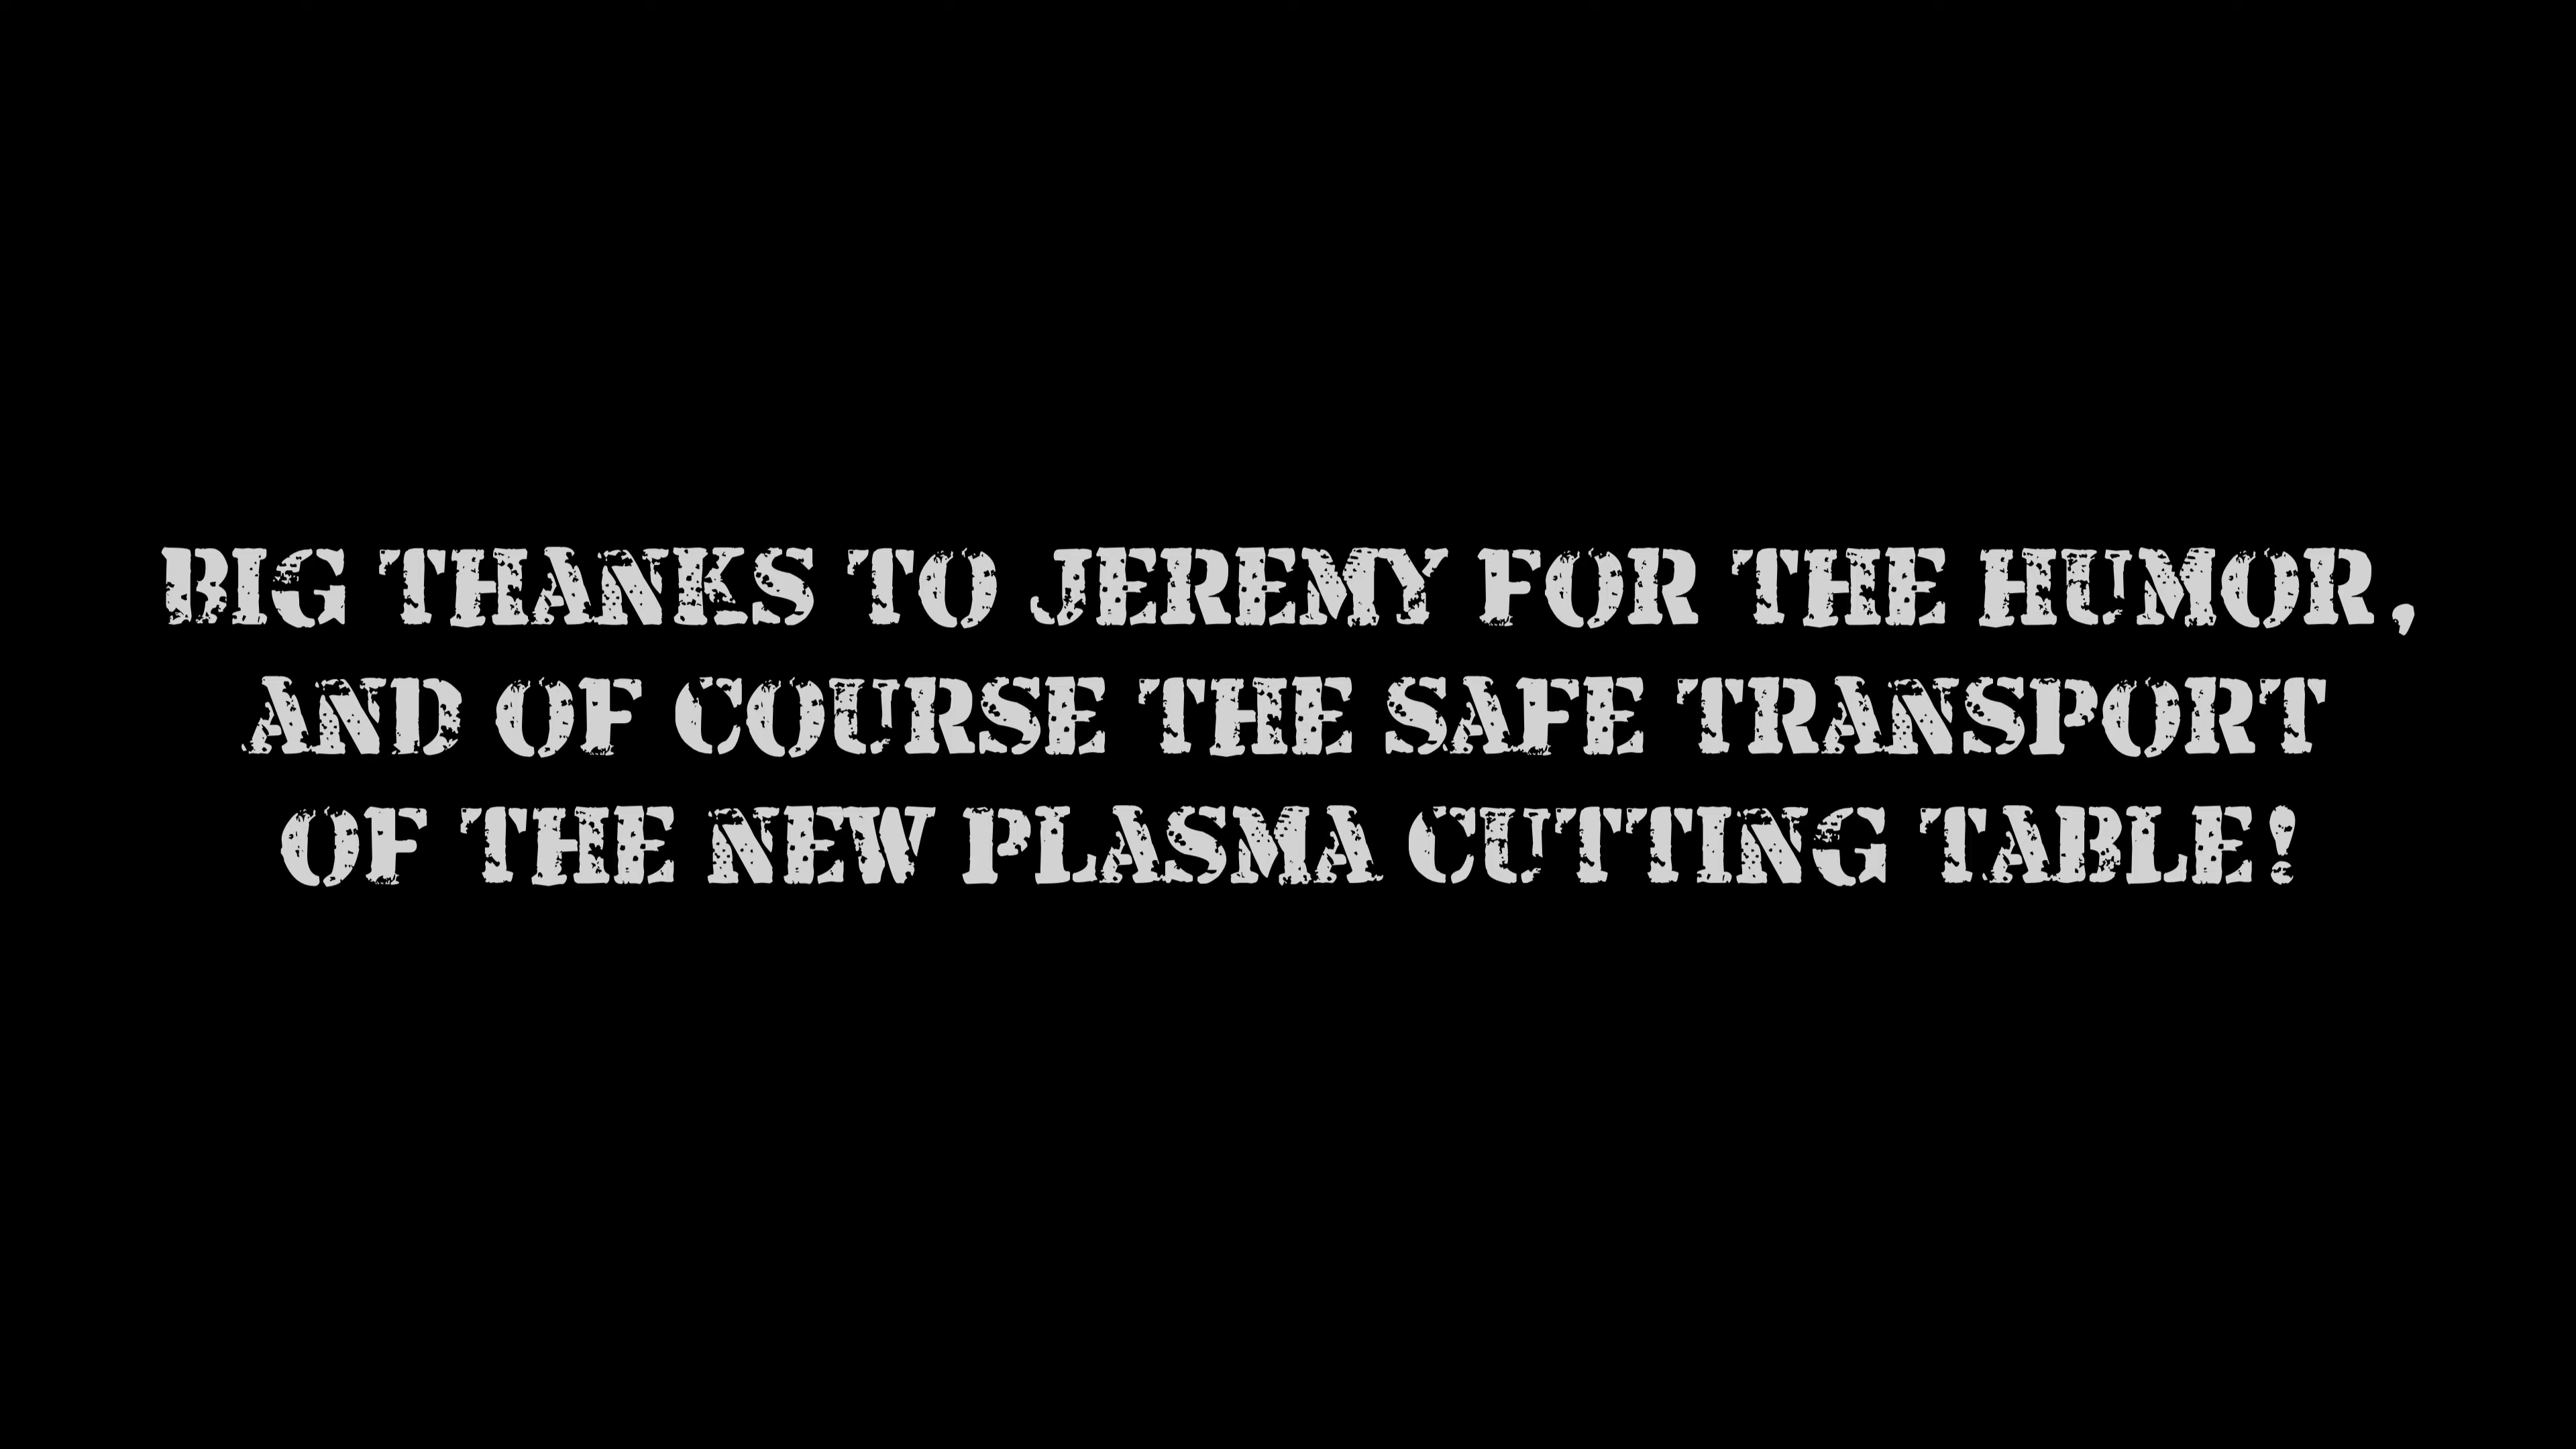 BIG THANKS TO JEREMY FOR THE HUMOR,
AND OF COURSE THE SAFE TRANSPORT
OF THE NEW PLASMA CUTTING TABLE!